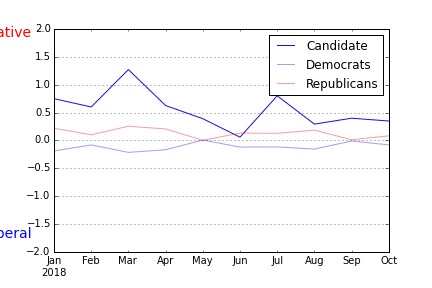 ative
2.0
1.5
1.0
0.5
0.0
−0.5
−1.0
−1.5
−2.0
beral
Candidate
Democrats
Republicans
Jan Feb Mar Apr May Jun Jul Aug Sep Oct
2018